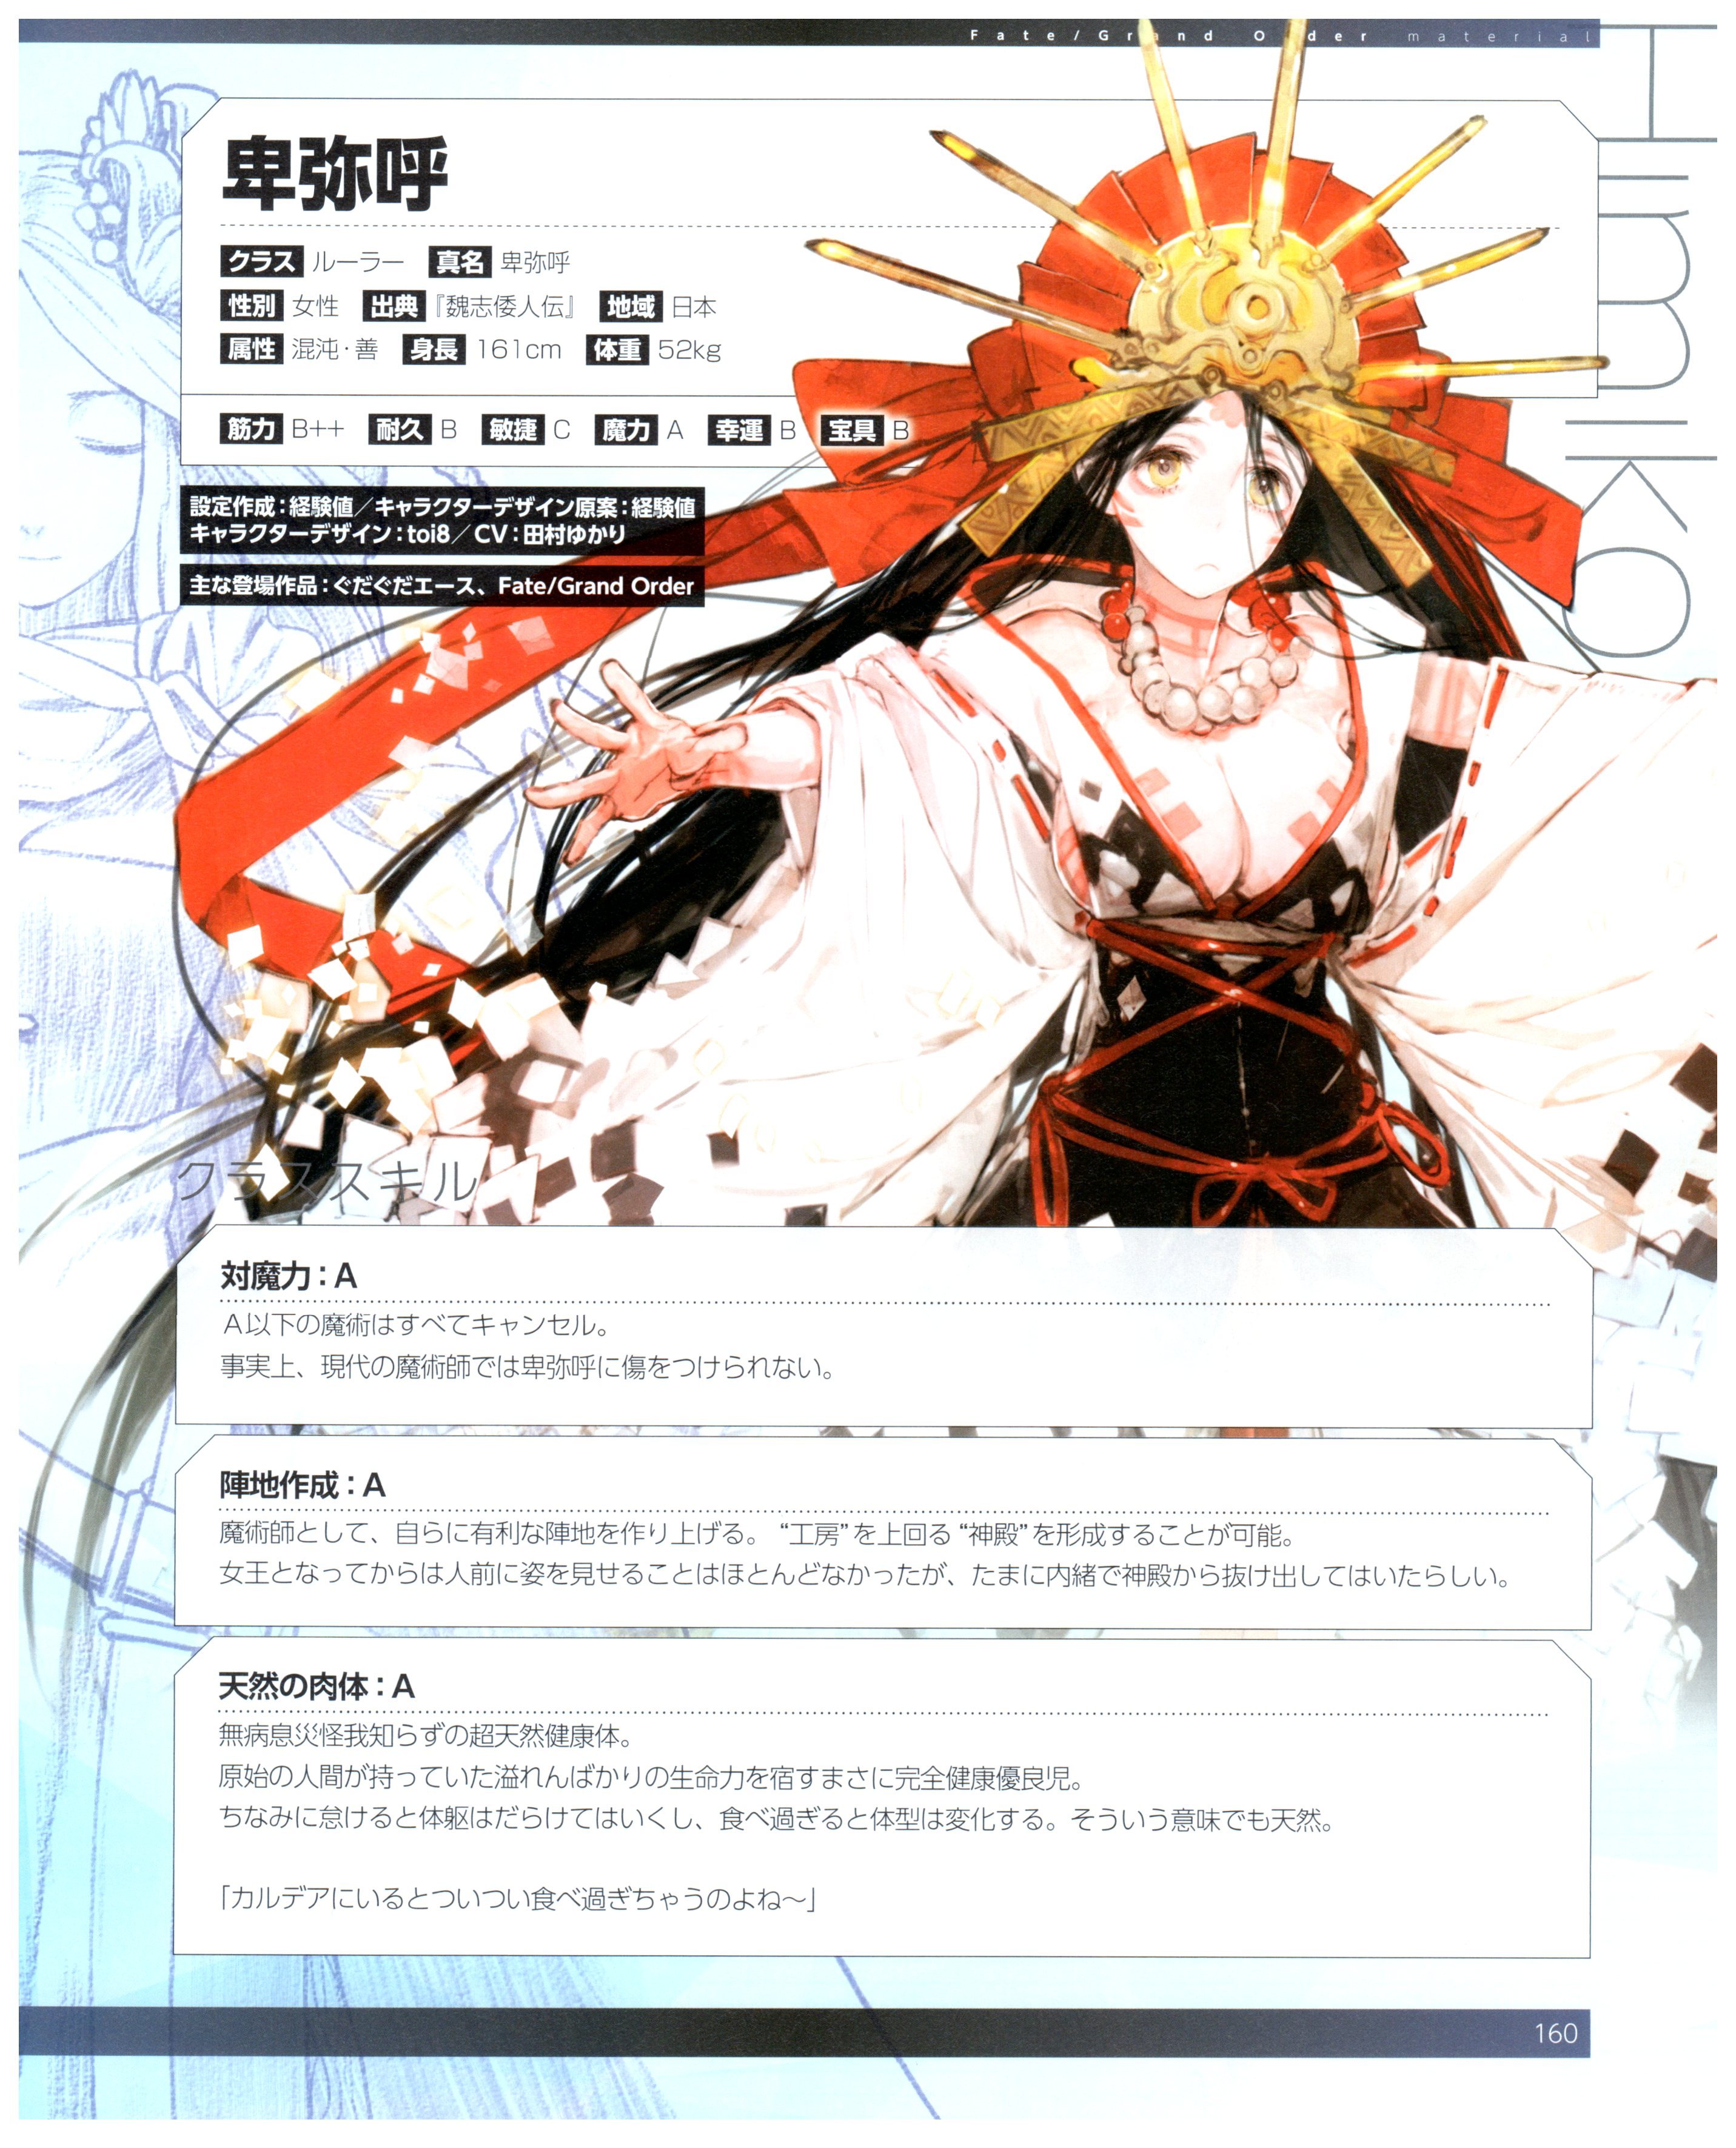 Fate/Grand Order material
Himiko
卑弥呼
クラス ルーラー 真名 卑弥呼
性別 女性 出典 『魏志倭人伝』 地域 日本
属性 混沌・善 身長 161cm 体重 52kg
筋力 B++ 耐久 B 敏捷 C 魔力 A 幸運 B 宝具 B
設定作成：経験値／キャラクターデザイン原案：経験値
キャラクターデザイン：toi8／CV：田村ゆかり
主な登場作品：ぐだぐだエース、Fate/Grand Order
クラススキル
対魔力：A
A以下の魔術はすべてキャンセル。
事実上、現代の魔術師では卑弥呼に傷をつけられない。
陣地作成：A
魔術師として、自らに有利な陣地を作り上げる。“工房”を上回る“神殿”を形成することが可能。
女王となってからは人前に姿を見せることはほとんどなかったが、たまに内緒で神殿から抜け出してはいたらしい。
天然の肉体：A
無病息災怪我知らずの超天然健康体。
原始の人間が持っていた溢れんばかりの生命力を宿すまさに完全健康優良児。
ちなみに怠けると体躯はだらけてはいくし、食べ過ぎると体型は変化する。そういう意味でも天然。
「カルデアにいるとついつい食べ過ぎちゃうのよね～」
160